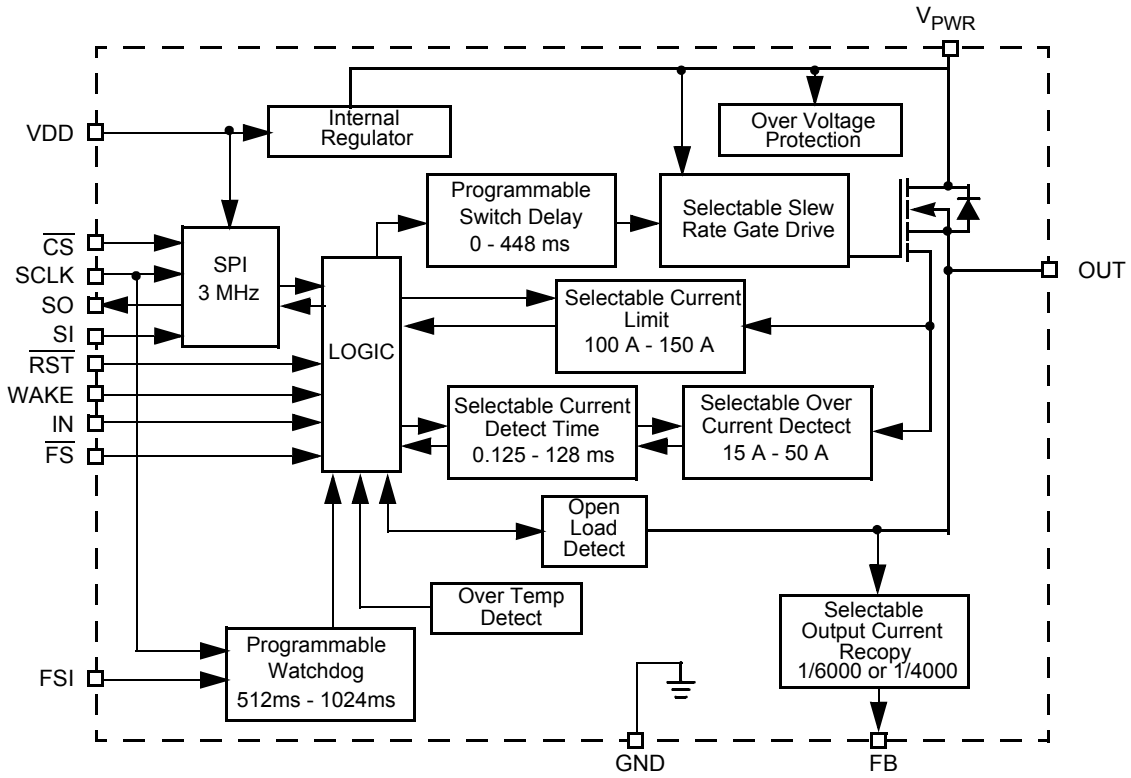 VPWR
VDD
Internal
Regulator
Over Voltage
Protection
Programmable
Switch Delay
0 - 448 ms
Selectable Slew
Rate Gate Drive
CS
SCLK
SO
SI
RST
WAKE
IN
FS
SPI
3 MHz
LOGIC
Selectable Current
Limit
100 A - 150 A
OUT
Selectable Current
Detect Time
0.125 - 128 ms
Selectable Over
Current Dectect
15 A - 50 A
Open
Load
Detect
Over Temp
Detect
Selectable
Output Current
Recopy
1/6000 or 1/4000
FSI
Programmable
Watchdog
512ms - 1024ms
GND
FB